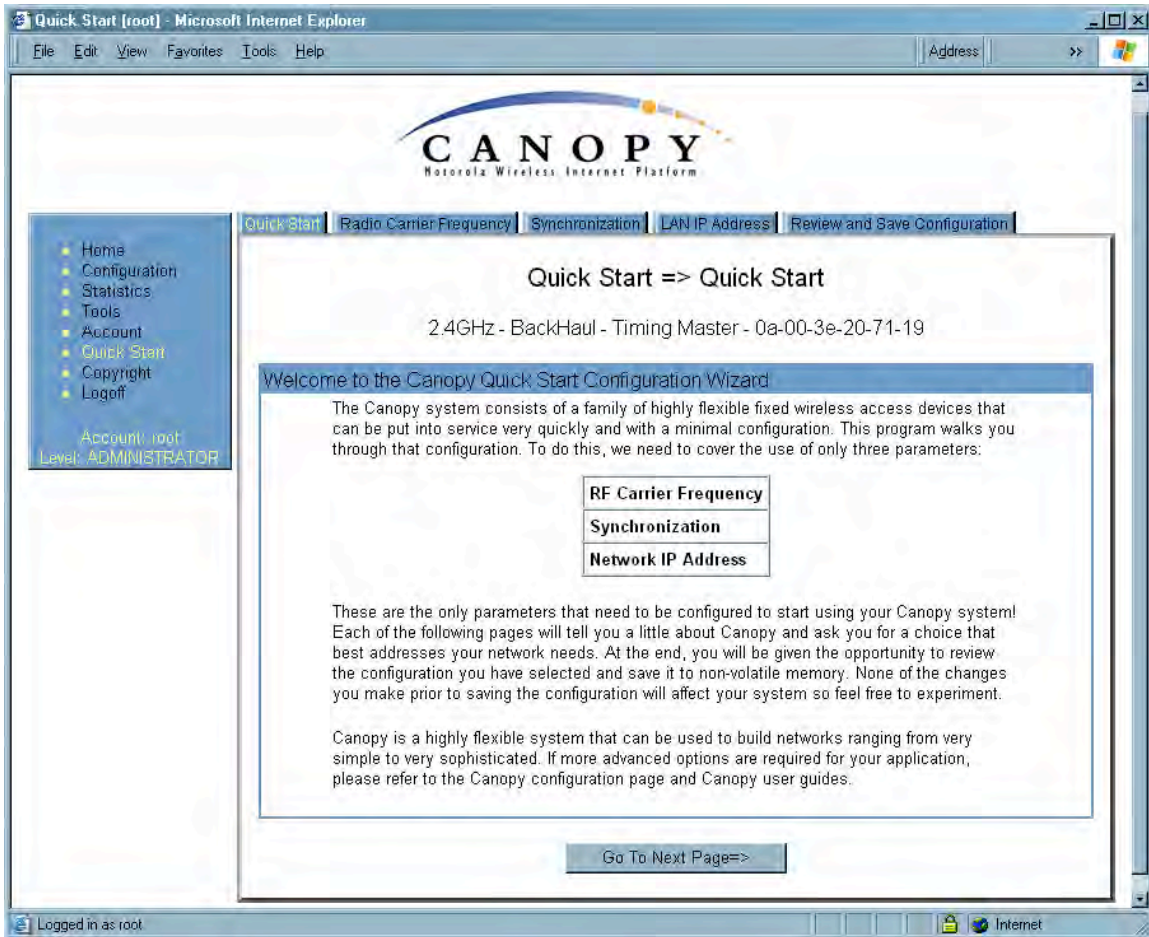 Quick Start [root] - Microsoft Internet Explorer
File Edit View Favorites Tools Help Address »
CANOPY
Motorola Wireless Internet Platform
Quick Start Radio Carrier Frequency Synchronization LAN IP Address Review and Save Configuration
Home
Configuration
Statistics
Tools
Account
Quick Start
Copyright
Logoff
Account: root
Level: ADMINISTRATOR
Quick Start => Quick Start
2.4GHz - BackHaul - Timing Master - 0a-00-3e-20-71-19
Welcome to the Canopy Quick Start Configuration Wizard
The Canopy system consists of a family of highly flexible fixed wireless access devices that
can be put into service very quickly and with a minimal configuration. This program walks you
through that configuration. To do this, we need to cover the use of only three parameters:
RF Carrier Frequency
Synchronization
Network IP Address
These are the only parameters that need to be configured to start using your Canopy system!
Each of the following pages will tell you a little about Canopy and ask you for a choice that
best addresses your network needs. At the end, you will be given the opportunity to review
the configuration you have selected and save it to non-volatile memory. None of the changes
you make prior to saving the configuration will affect your system so feel free to experiment.
Canopy is a highly flexible system that can be used to build networks ranging from very
simple to very sophisticated. If more advanced options are required for your application,
please refer to the Canopy configuration page and Canopy user guides.
Go To Next Page=>
Logged in as root Internet